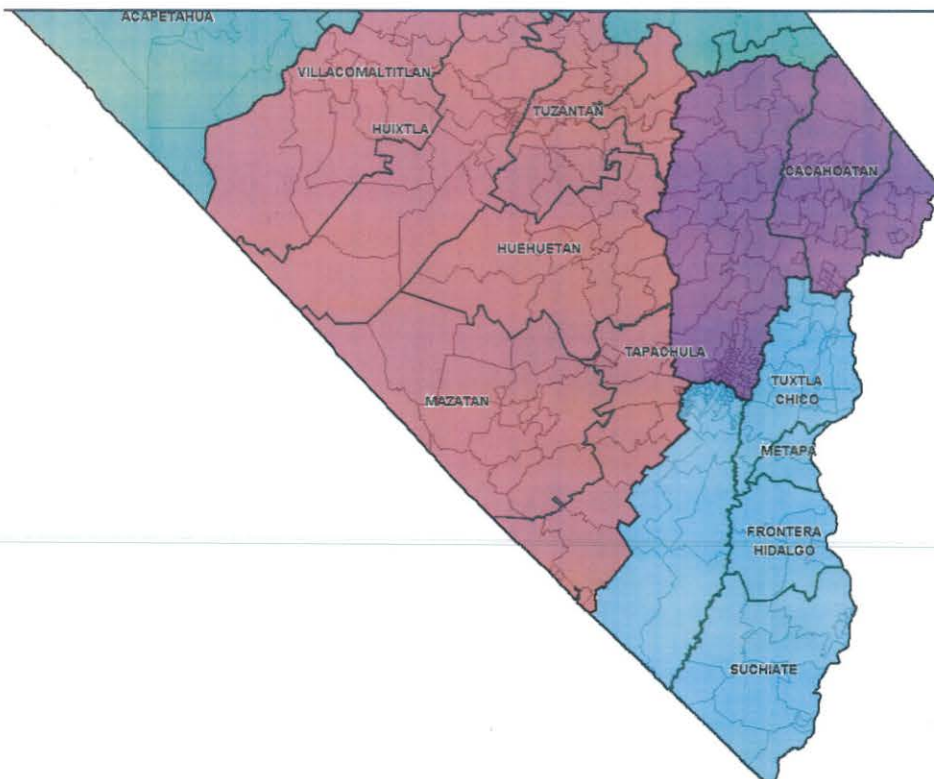 ACAPETAHUA
VILLACOMALTITLAN
TUZANTAN
HUIXTLA
CACAHOATAN
HUEHUETAN
TAPACHULA
TUXTLA
CHICO
MAZATAN
METAPA
FRONTERA
HIDALGO
SUCHIATE